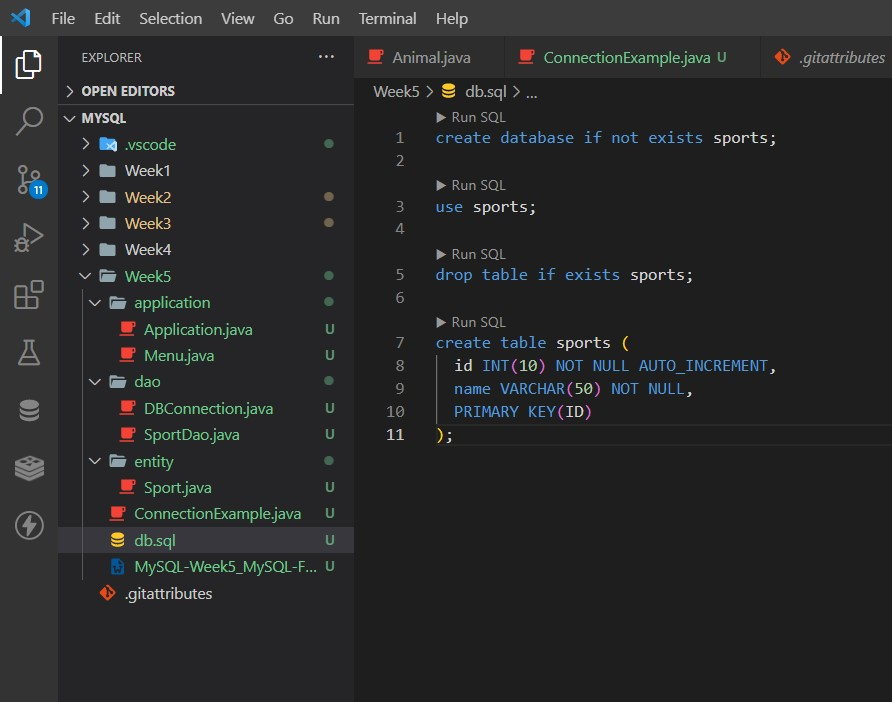 File Edit Selection View Go Run Terminal Help
EXPLORER ...
OPEN EDITORS
MYSQL
.vscode
Week1
Week2
Week3
Week4
Week5
application
Application.java U
Menu.java U
dao
DBConnection.java U
SportDao.java U
entity
Sport.java U
ConnectionExample.java U
db.sql U
MySQL-Week5_MySQL-F... U
.gitattributes
11
Animal.java ConnectionExample.java U .gitattributes
Week5 > db.sql > ...
Run SQL
1 create database if not exists sports;
2
Run SQL
3 use sports;
4
Run SQL
5 drop table if exists sports;
6
Run SQL
7 create table sports (
8 id INT(10) NOT NULL AUTO_INCREMENT,
9 name VARCHAR(50) NOT NULL,
10 PRIMARY KEY(ID)
11 );